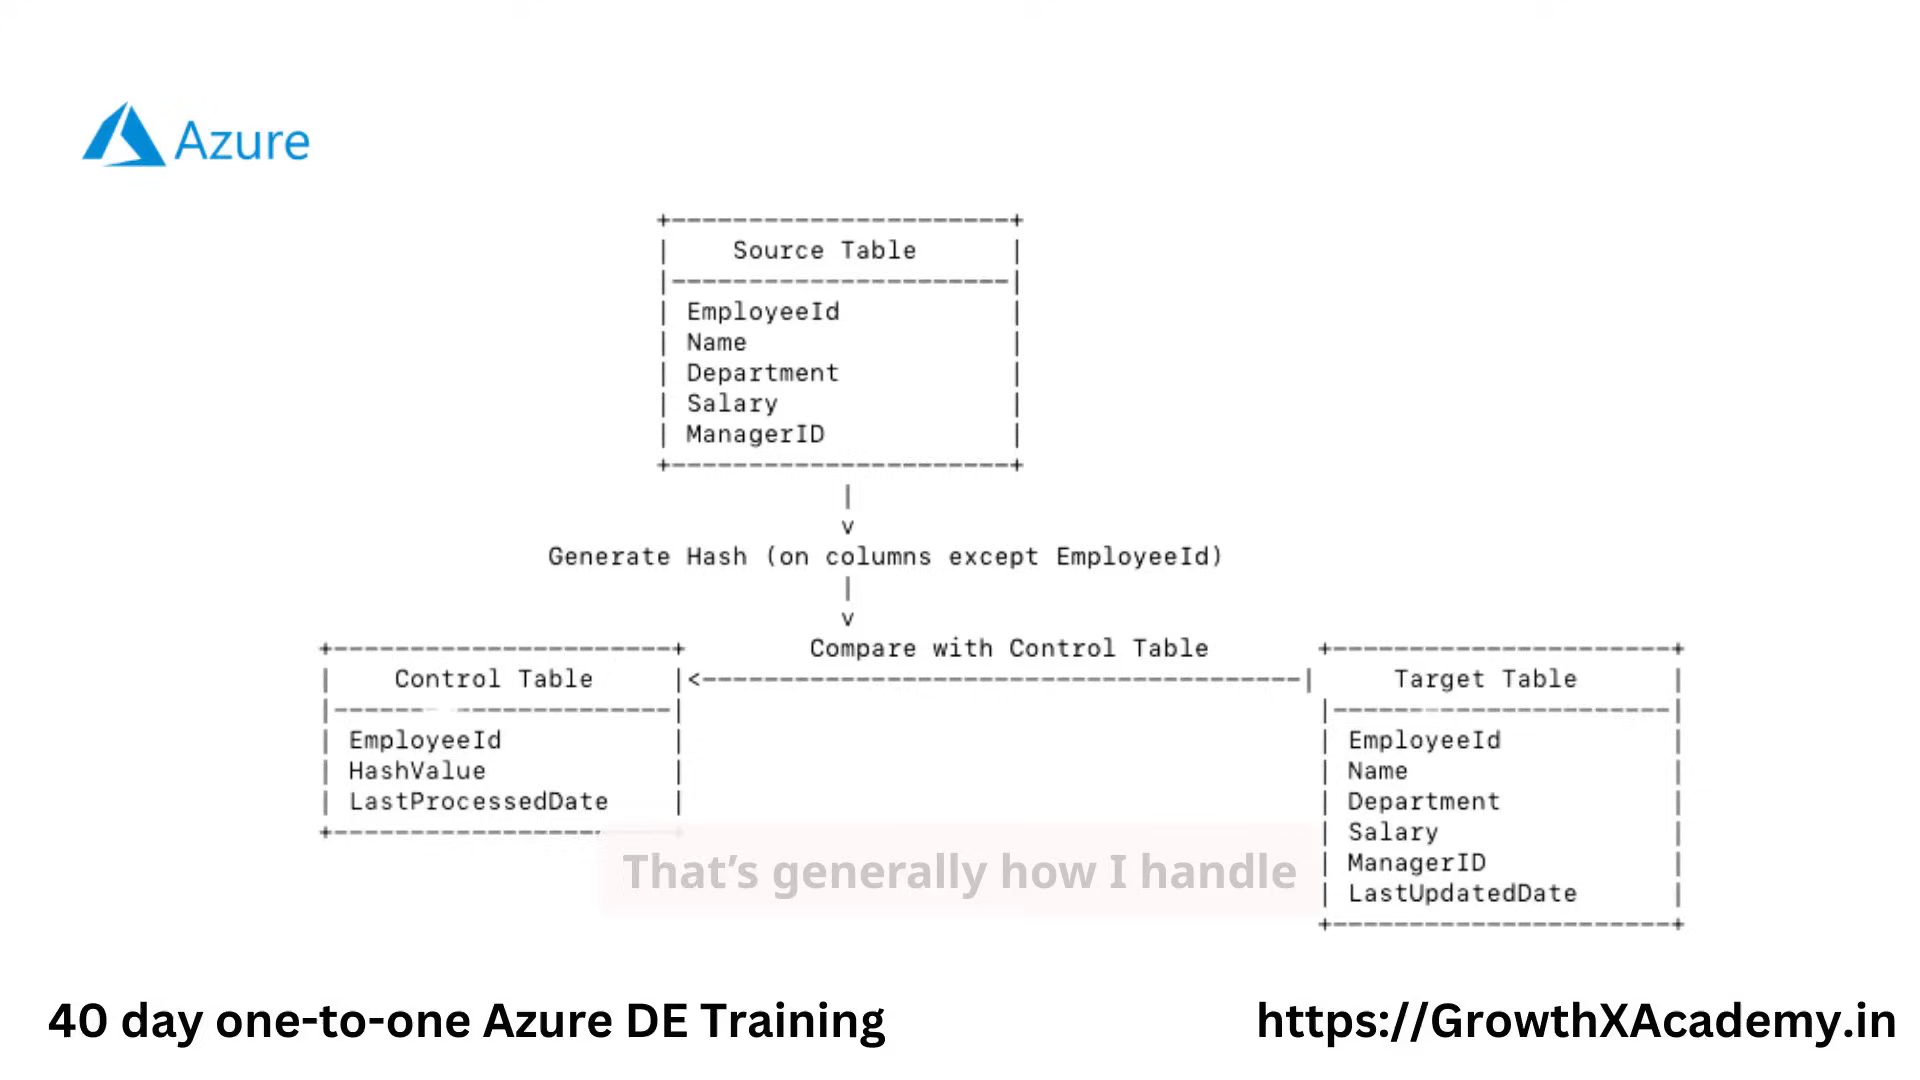 Azure
Source Table
EmployeeId
Name
Department
Salary
ManagerID
v
Generate Hash (on columns except EmployeeId)
v
Compare with Control Table
Control Table
EmployeeId
HashValue
LastProcessedDate
Target Table
EmployeeId
Name
Department
Salary
ManagerID
LastUpdatedDate
That's generally how I handle
40 day one-to-one Azure DE Training
https://GrowthXAcademy.in